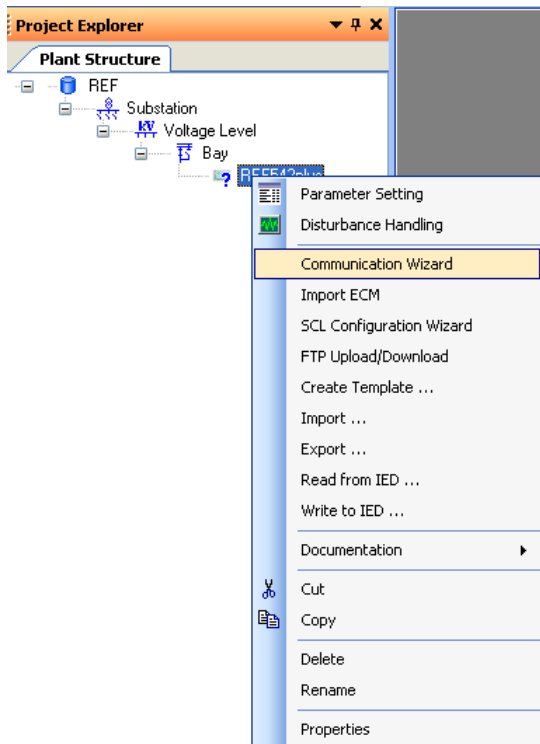 Project Explorer
Plant Structure
REF
Substation
KV Voltage Level
Bay
REF542plus
Parameter Setting
Disturbance Handling
Communication Wizard
Import ECM
SCL Configuration Wizard
FTP Upload/Download
Create Template ...
Import ...
Export ...
Read from IED ...
Write to IED ...
Documentation
Cut
Copy
Delete
Rename
Properties